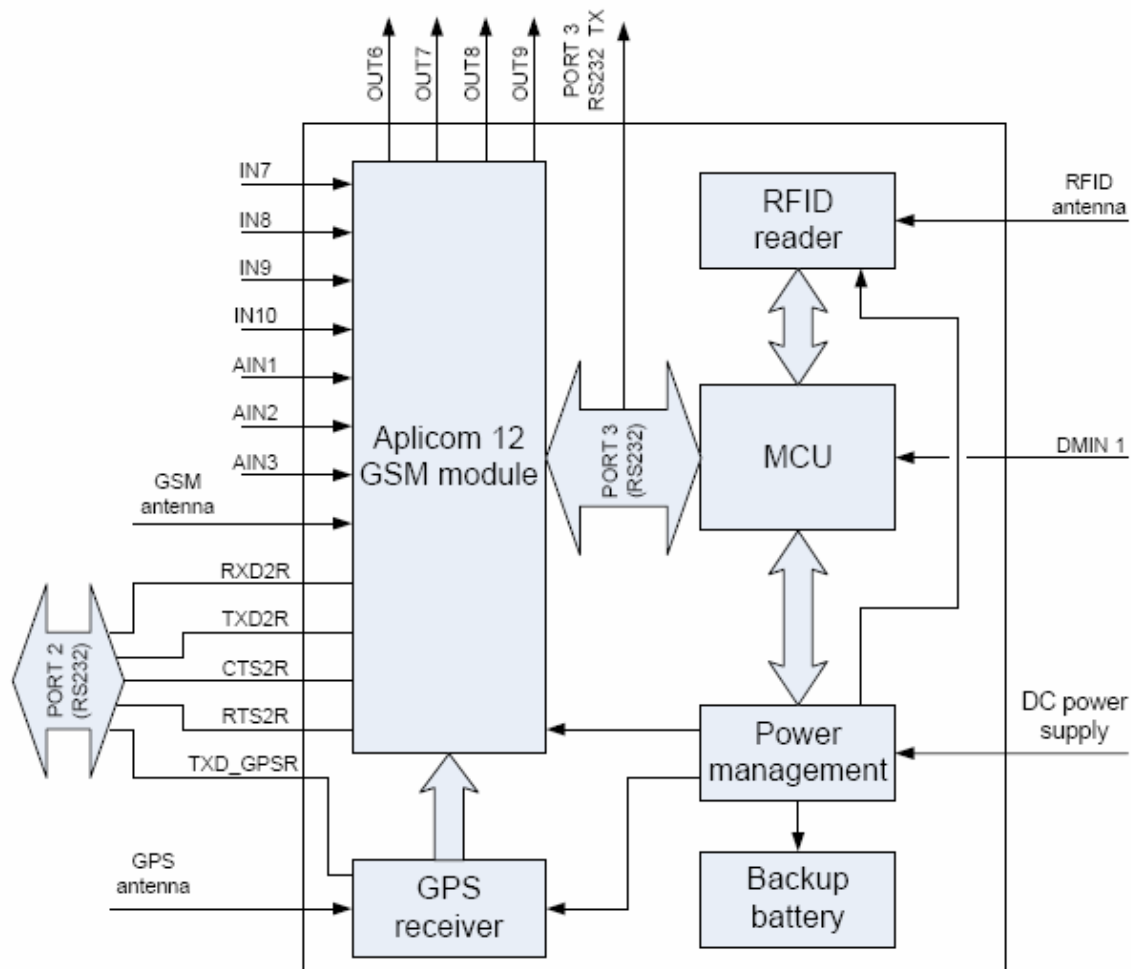 OUT6
OUT7
OUT8
OUT9
PORT 3
RS232 TX
IN7
IN8
IN9
IN10
AIN1
AIN2
AIN3
GSM
antenna
Aplicom 12
GSM module
PORT 3
(RS232)
RFID
reader
RFID
antenna
MCU
DMIN 1
RXD2R
TXD2R
CTS2R
RTS2R
TXD_GPSR
PORT 2
(RS232)
Power
management
DC power
supply
GPS
antenna
GPS
receiver
Backup
battery